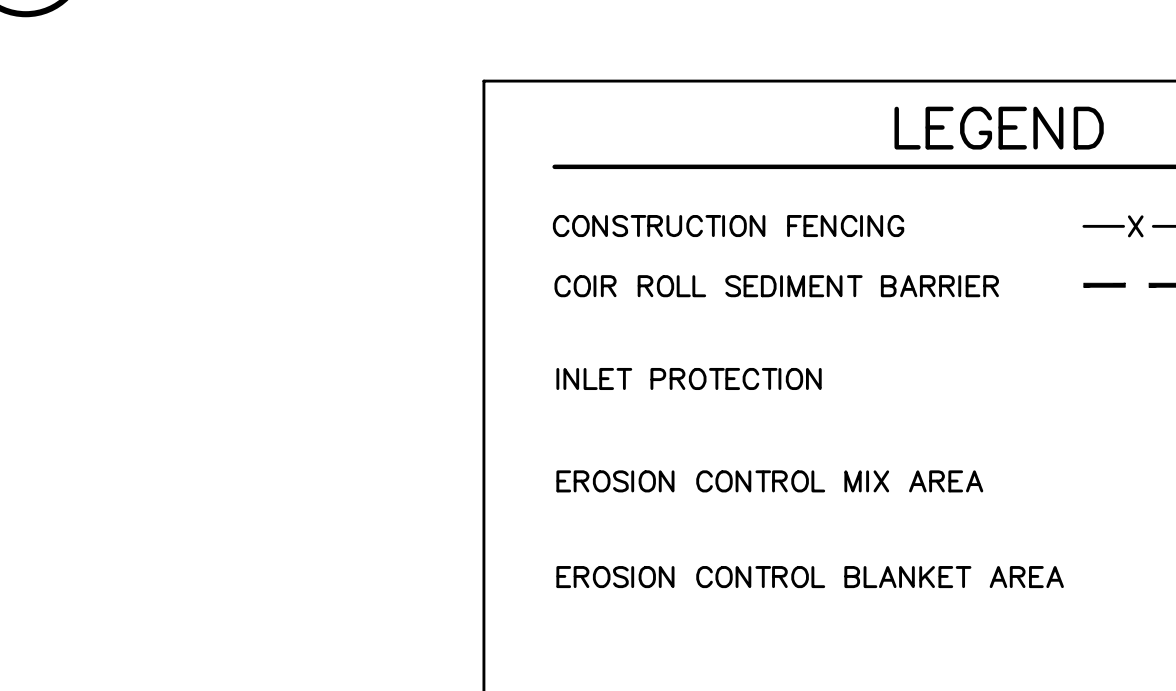 LEGEND
CONSTRUCTION FENCING —X—
COIR ROLL SEDIMENT BARRIER
INLET PROTECTION
EROSION CONTROL MIX AREA
EROSION CONTROL BLANKET AREA